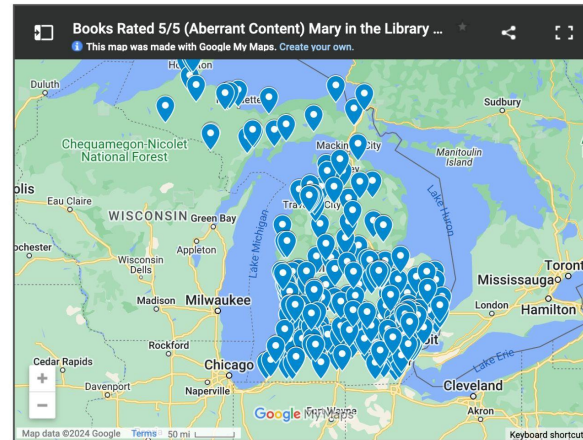 Books Rated 5/5 (Aberrant Content) Mary in the Library ...
This map was made with Google My Maps. Create your own.
Duluth
Sudbury
Chequamegon-Nicolet
National Forest
Mackin City
Manitoulin
Island
Eau Claire
WISCONSIN
Green Bay
Lake Huron
Lake Michigan
Appleton
Wisconsin
Dells
Toront
Mississauga
Madison
Milwaukee
London
Hamilton
Rockford
Lake Erie
Cedar Rapids
Chicago
Cleveland
Davenport
Naperville
Akron
Google My Maps
Map data ©2024 Google
Terms
50 mi
Keyboard shortcut